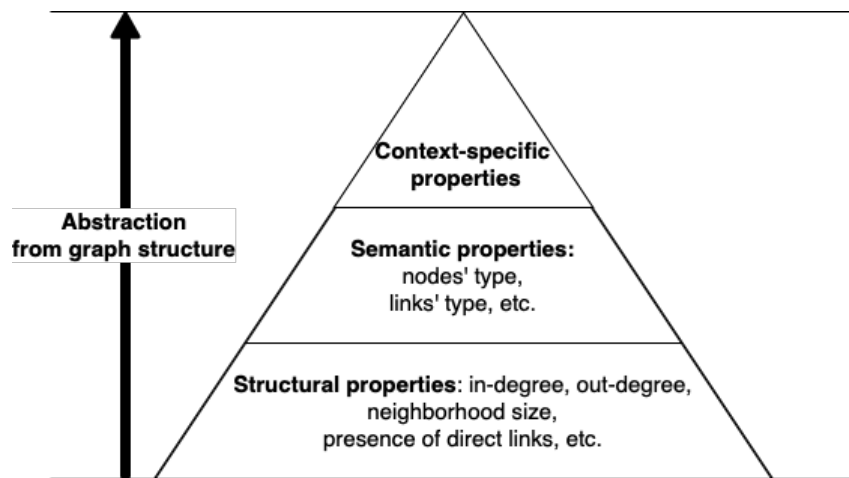 Context-specific
properties
Abstraction
from graph structure
Semantic properties:
nodes' type,
links' type, etc.
Structural properties: in-degree, out-degree,
neighborhood size,
presence of direct links, etc.